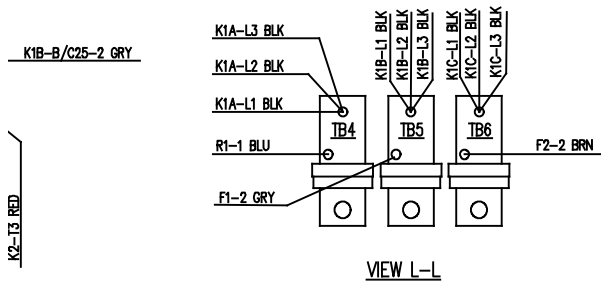 K1B-B/C25-2 GRY
K2-T3 RED
K1A-L3 BLK
K1A-L2 BLK
K1A-L1 BLK
R1-1 BLU
F1-2 GRY
K1B-L1 BLK
K1B-L2 BLK
K1B-L3 BLK
K1C-L1 BLK
K1C-L2 BLK
K1C-L3 BLK
TB4
TB5
TB6
F2-2 BRN
VIEW L-L